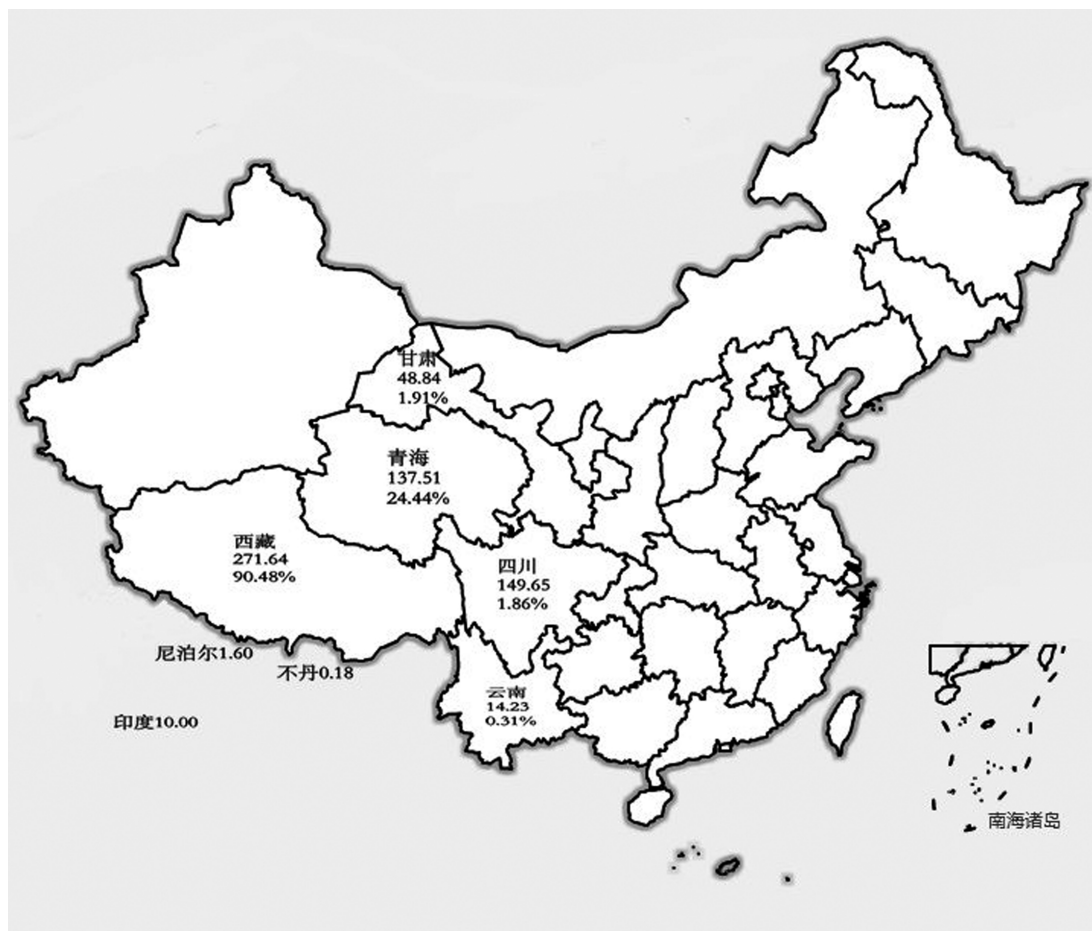 甘肃
48.84
1.91%
青海
137.51
24.44%
西藏
271.64
90.48%
四川
149.65
1.86%
尼泊尔1.60
不丹0.18
云南
14.23
0.31%
印度10.00
南海诸岛